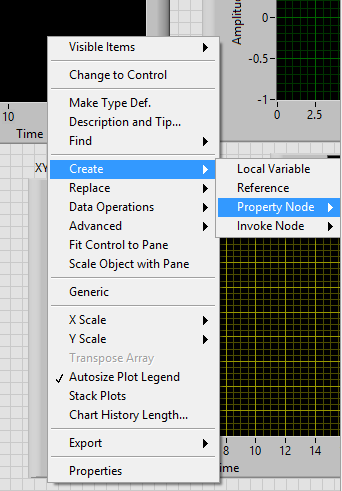 Amplitu
0-
-0.5-
-1-
0
2.5
10
Time
XY
Visible Items
Change to Control
Make Type Def.
Description and Tip...
Find
Create
Replace
Data Operations
Advanced
Fit Control to Pane
Scale Object with Pane
Generic
X Scale
Y Scale
Transpose Array
Autosize Plot Legend
Stack Plots
Chart History Length...
Export
Properties
Local Variable
Reference
Property Node
Invoke Node
8 10 12 14
ime